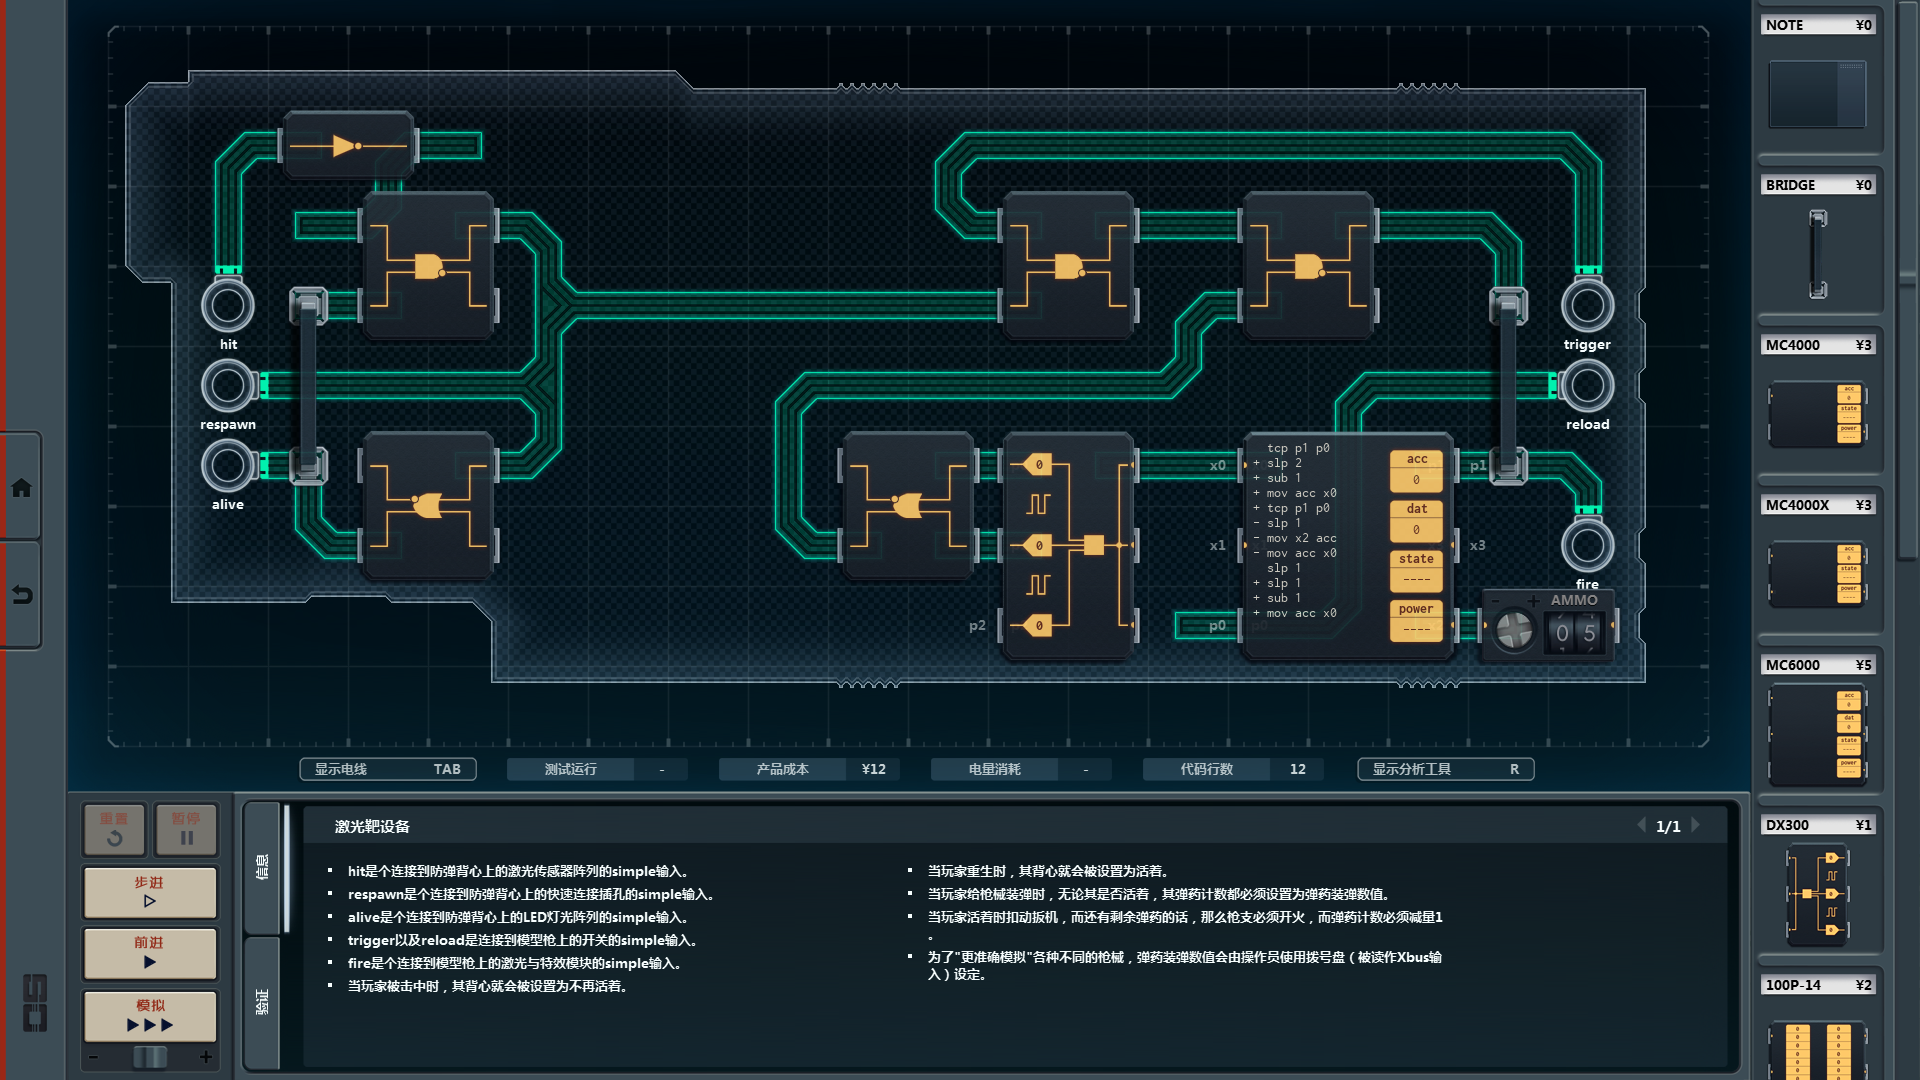 NOTE ¥0
BRIDGE ¥0
MC4000 ¥3
acc
0
state
----
power
----
MC4000X ¥3
acc
0
state
----
power
----
MC6000 ¥5
acc
0
dat
0
state
----
power
----
DX300 ¥1
0
0
0
100P-14 ¥2
hit
respawn
alive
trigger
reload
fire
0
0
0
p2
x0
x1
p0
p1
x3
tcp p1 p0
+ slp 2
+ sub 1
+ mov acc x0
+ tcp p1 p0
- slp 1
- mov x2 acc
- mov acc x0
slp 1
+ slp 1
+ sub 1
+ mov acc x0
acc
0
dat
0
state
----
power
----
- + AMMO
0 5
显示电线 TAB
测试运行 -
产品成本 ¥12
电量消耗 -
代码行数 12
显示分析工具 R
重置
暂停
步进
前进
模拟
- +
信息
验证
激光靶设备
1/1
▪ hit是个连接到防弹背心上的激光传感器阵列的simple输入。
▪ respawn是个连接到防弹背心上的快速连接插孔的simple输入。
▪ alive是个连接到防弹背心上的LED灯光阵列的simple输入。
▪ trigger以及reload是连接到模型枪上的开关的simple输入。
▪ fire是个连接到模型枪上的激光与特效模块的simple输入。
▪ 当玩家被击中时，其背心就会被设置为不再活着。
▪ 当玩家重生时，其背心就会被设置为活着。
▪ 当玩家给枪械装弹时，无论其是否活着，其弹药计数都必须设置为弹药装弹数值。
▪ 当玩家活着时扣动扳机，而还有剩余弹药的话，那么枪支必须开火，而弹药计数必须减量1
。
▪ 为了"更准确模拟"各种不同的枪械，弹药装弹数值会由操作员使用拨号盘（被读作Xbus输
入）设定。